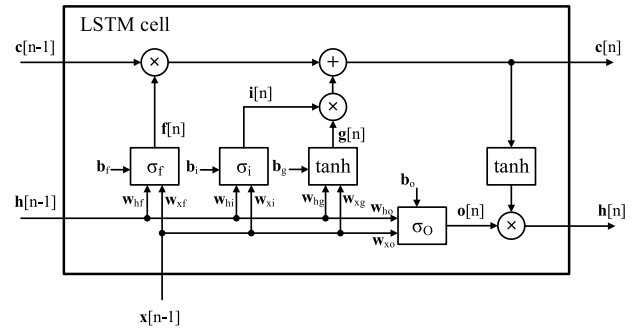 LSTM cell
c[n-1]
c[n]
×
+
i[n]
×
f[n]
g[n]
b_f
σ_f
b_i
σ_i
b_g
tanh
tanh
w_hf
w_xf
w_hi
w_xi
w_hg
w_xg
b_o
h[n-1]
w_ho
σ_O
o[n]
×
h[n]
w_xo
x[n-1]